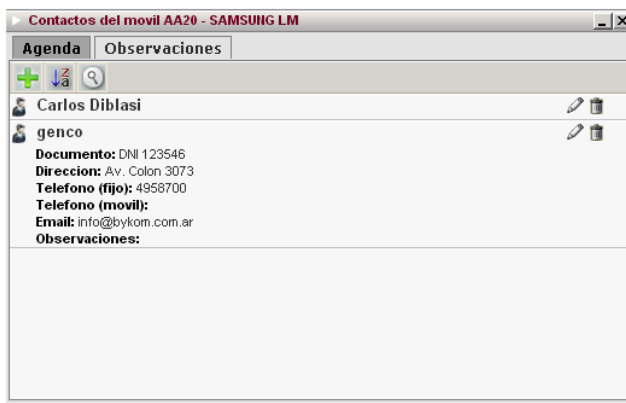 Contactos del movil AA20 - SAMSUNG LM
Agenda Observaciones
Carlos Diblasi
genco
Documento: DNI 123546
Direccion: Av. Colon 3073
Telefono (fijo): 4958700
Telefono (movil):
Email: info@bykom.com.ar
Observaciones: